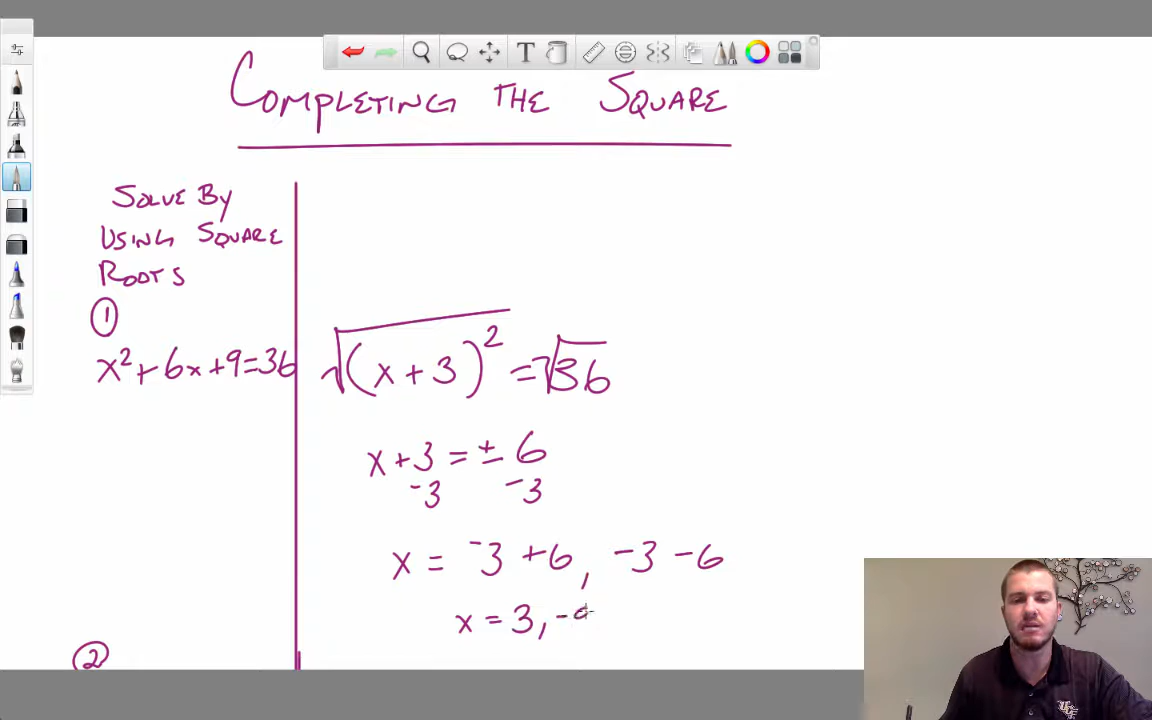 COMPLETING THE SQUARE
SOLVE BY
USING SQUARE
ROOTS
①
x²+6x+9=36
√(x+3)² = √36
x+3 = ± 6
-3 -3
x = -3 +6, -3 -6
x = 3, -
②
T
UCF